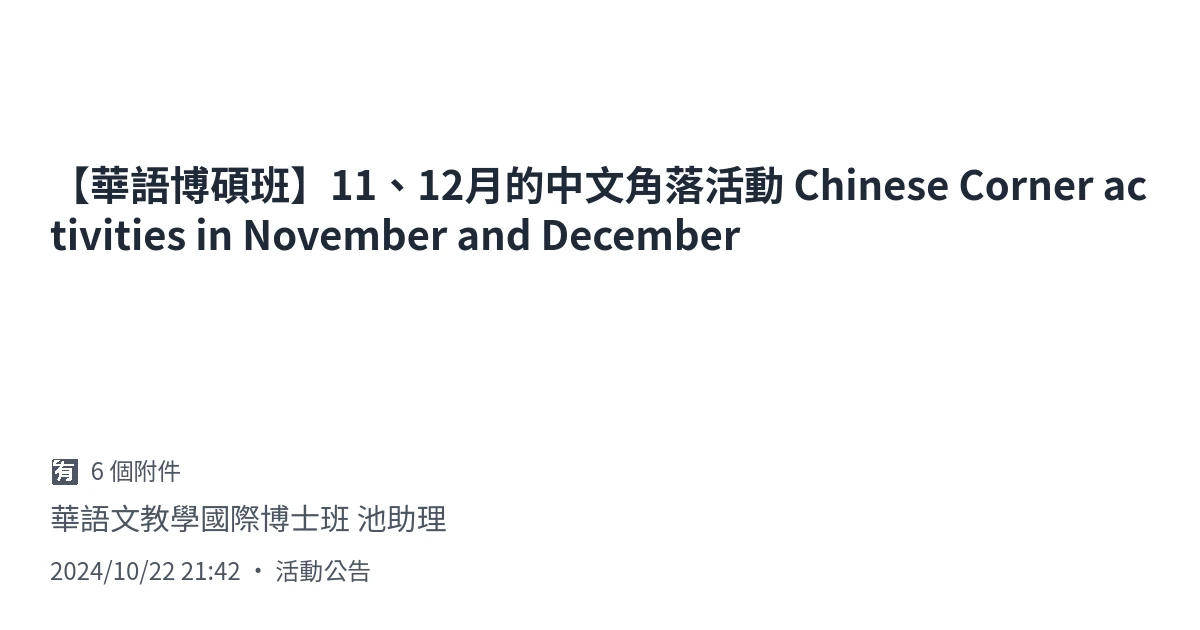 【華語博碩班】11、12月的中文角落活動 Chinese Corner ac
tivities in November and December
🈶 6 個附件
華語文教學國際博士班 池助理
2024/10/22 21:42 • 活動公告